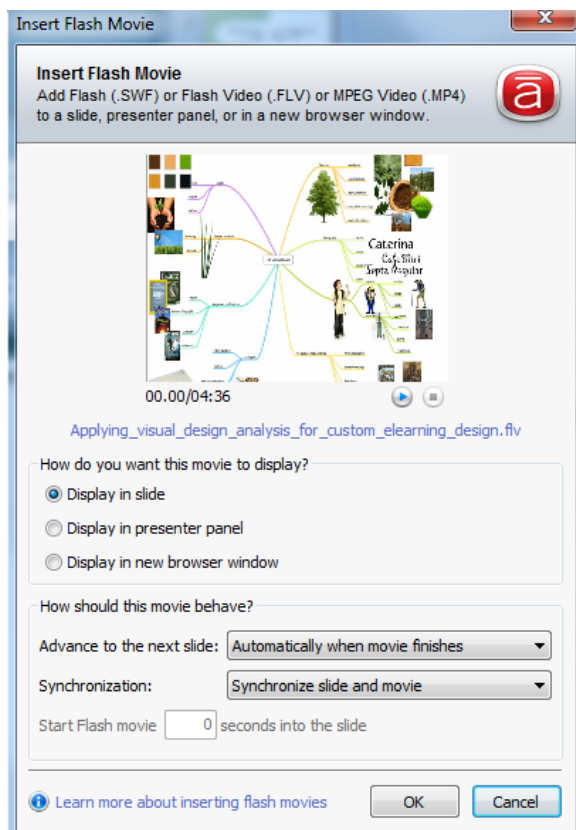 Insert Flash Movie
Insert Flash Movie
Add Flash (.SWF) or Flash Video (.FLV) or MPEG Video (.MP4)
to a slide, presenter panel, or in a new browser window.
ā
Caterina
Septa Regular
00.00/04:36
Applying_visual_design_analysis_for_custom_elearning_design.flv
How do you want this movie to display?
Display in slide
Display in presenter panel
Display in new browser window
How should this movie behave?
Advance to the next slide: Automatically when movie finishes
Synchronization: Synchronize slide and movie
Start Flash movie 0 seconds into the slide
Learn more about inserting flash movies OK Cancel